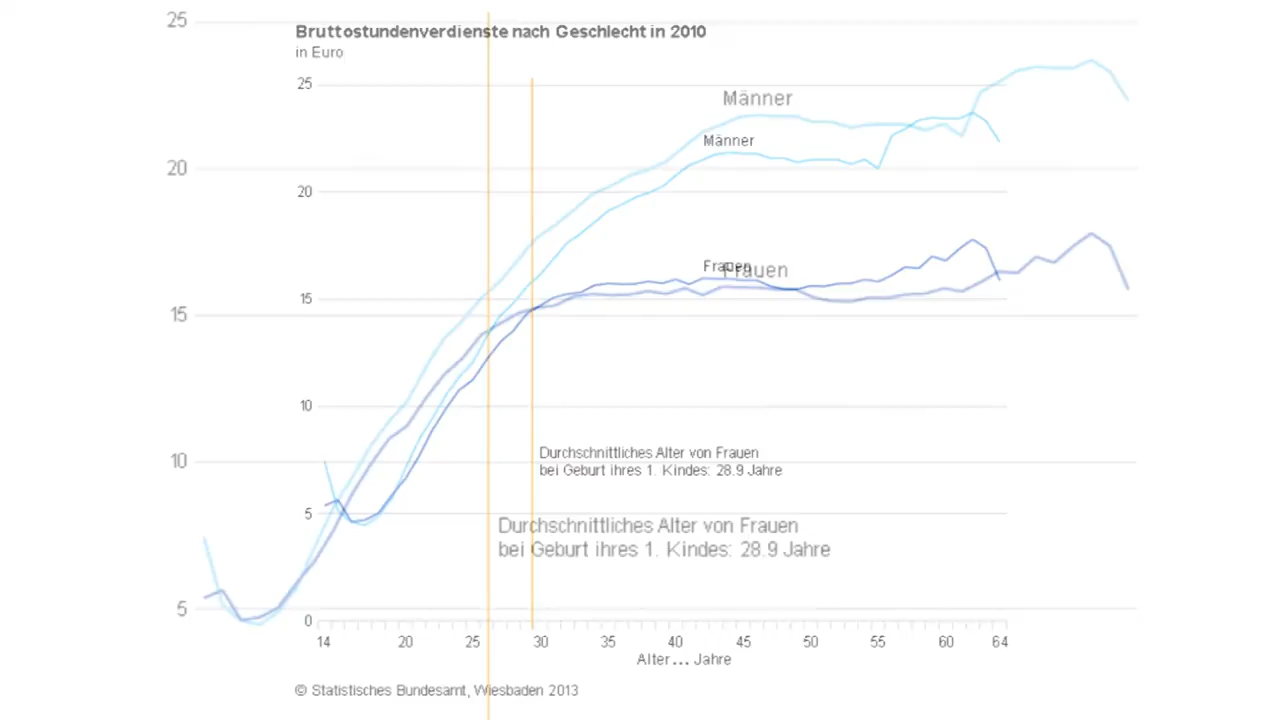 25
Bruttostundenverdienste nach Geschlecht in 2010
in Euro
25
Männer
Männer
20
20
Frauen
Frauen
15
15
10
Durchschnittliches Alter von Frauen
bei Geburt ihres 1. Kindes: 28.9 Jahre
10
5
Durchschnittliches Alter von Frauen
bei Geburt ihres 1. Kindes: 28.9 Jahre
5
0
14 20 25 30 35 40 45 50 55 60 64
Alter... Jahre
© Statistisches Bundesamt, Wiesbaden 2013